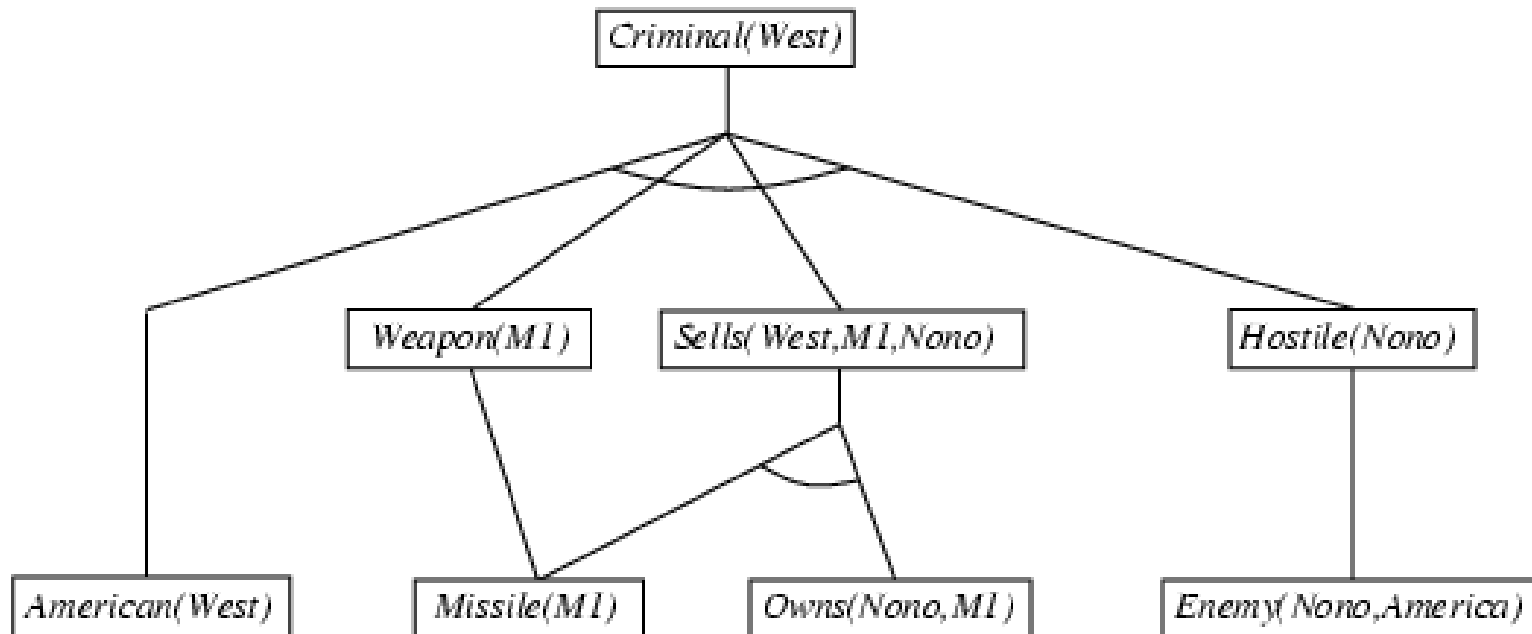 Criminal(West)
Weapon(M1)
Sells(West,M1,Nono)
Hostile(Nono)
American(West)
Missile(M1)
Owns(Nono,M1)
Enemy(Nono,America)